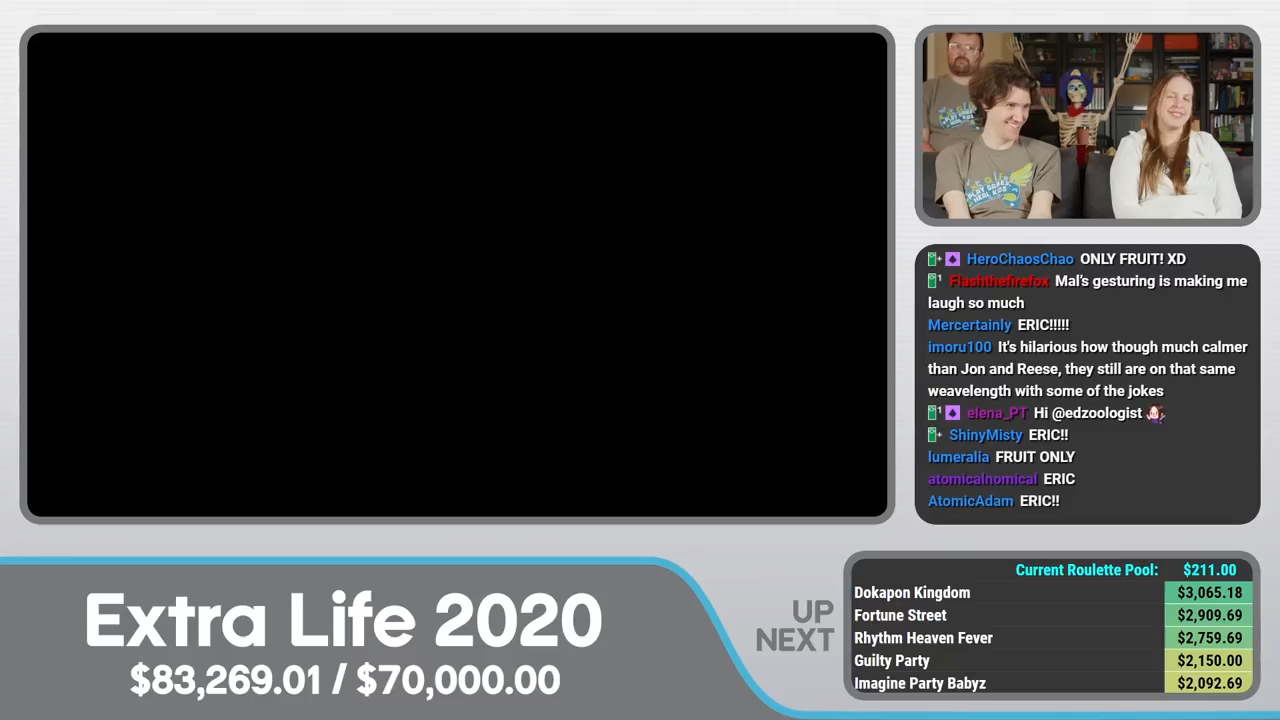 HeroChaosChao ONLY FRUIT! XD
Flashthefirefox Mal's gesturing is making me
laugh so much
Mercertainly ERIC!!!!!
imoru100 It's hilarious how though much calmer
than Jon and Reese, they still are on that same
weavelength with some of the jokes
elena_PT Hi @edzoologist
ShinyMisty ERIC!!
lumeralia FRUIT ONLY
atomicalnomical ERIC
AtomicAdam ERIC!!
Extra Life 2020
$83,269.01 / $70,000.00
UP
NEXT
Current Roulette Pool: $211.00
Dokapon Kingdom $3,065.18
Fortune Street $2,909.69
Rhythm Heaven Fever $2,759.69
Guilty Party $2,150.00
Imagine Party Babyz $2,092.69
PLAY GAMES
HEAL KIDS